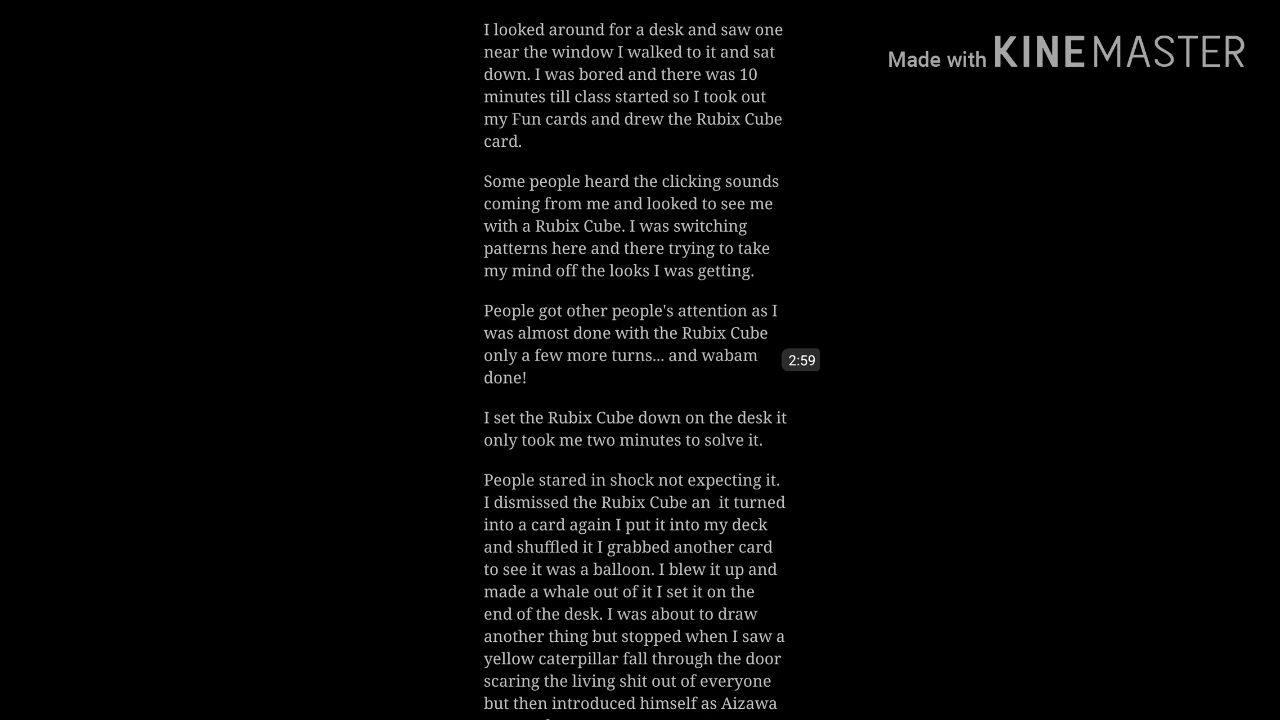 I looked around for a desk and saw one
near the window I walked to it and sat
down. I was bored and there was 10
minutes till class started so I took out
my Fun cards and drew the Rubix Cube
card.
Some people heard the clicking sounds
coming from me and looked to see me
with a Rubix Cube. I was switching
patterns here and there trying to take
my mind off the looks I was getting.
People got other people's attention as I
was almost done with the Rubix Cube
only a few more turns... and wabam
done!
I set the Rubix Cube down on the desk it
only took me two minutes to solve it.
People stared in shock not expecting it.
I dismissed the Rubix Cube an  it turned
into a card again I put it into my deck
and shuffled it I grabbed another card
to see it was a balloon. I blew it up and
made a whale out of it I set it on the
end of the desk. I was about to draw
another thing but stopped when I saw a
yellow caterpillar fall through the door
scaring the living shit out of everyone
but then introduced himself as Aizawa
Made with KINEMASTER
2:59